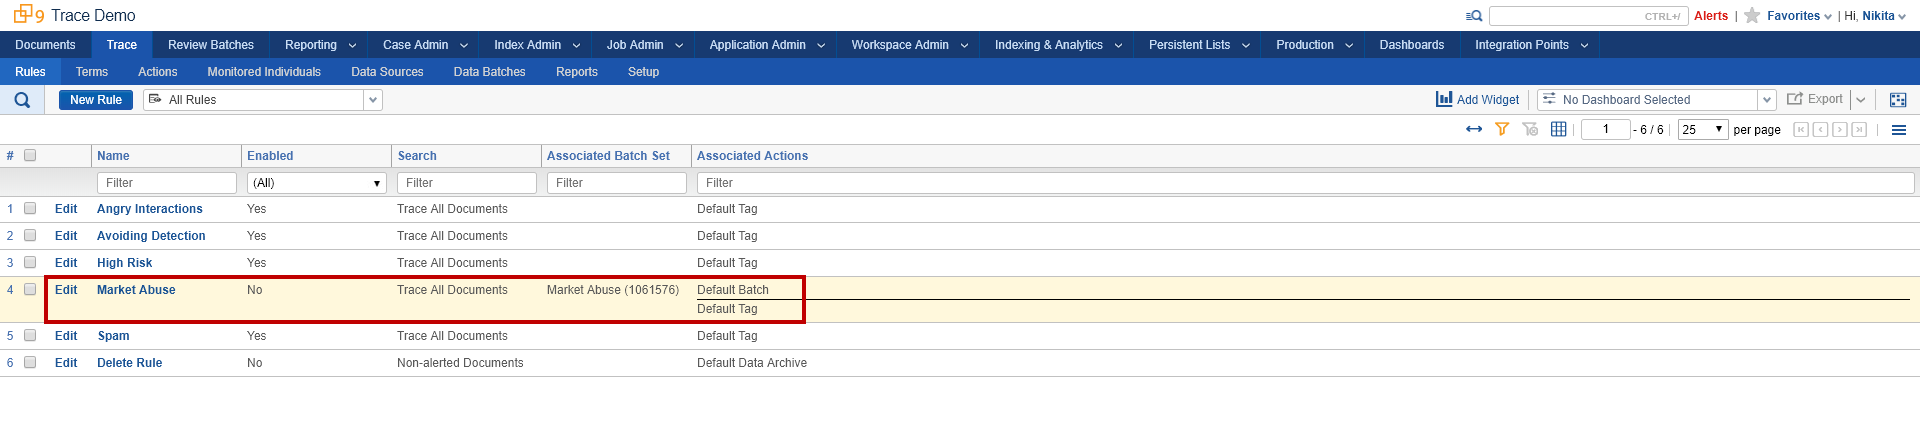 9 Trace Demo CTRL+/ Alerts | Favorites | Hi, Nikita
Documents Trace Review Batches Reporting Case Admin Index Admin Job Admin Application Admin Workspace Admin Indexing & Analytics Persistent Lists Production Dashboards Integration Points
Rules Terms Actions Monitored Individuals Data Sources Data Batches Reports Setup
New Rule All Rules Add Widget No Dashboard Selected Export
1 - 6 / 6 25 per page
# Name Enabled Search Associated Batch Set Associated Actions
Filter (All) Filter Filter Filter
1 Edit Angry Interactions Yes Trace All Documents Default Tag
2 Edit Avoiding Detection Yes Trace All Documents Default Tag
3 Edit High Risk Yes Trace All Documents Default Tag
4 Edit Market Abuse No Trace All Documents Market Abuse (1061576) Default Batch
Default Tag
5 Edit Spam Yes Trace All Documents Default Tag
6 Edit Delete Rule No Non-alerted Documents Default Data Archive